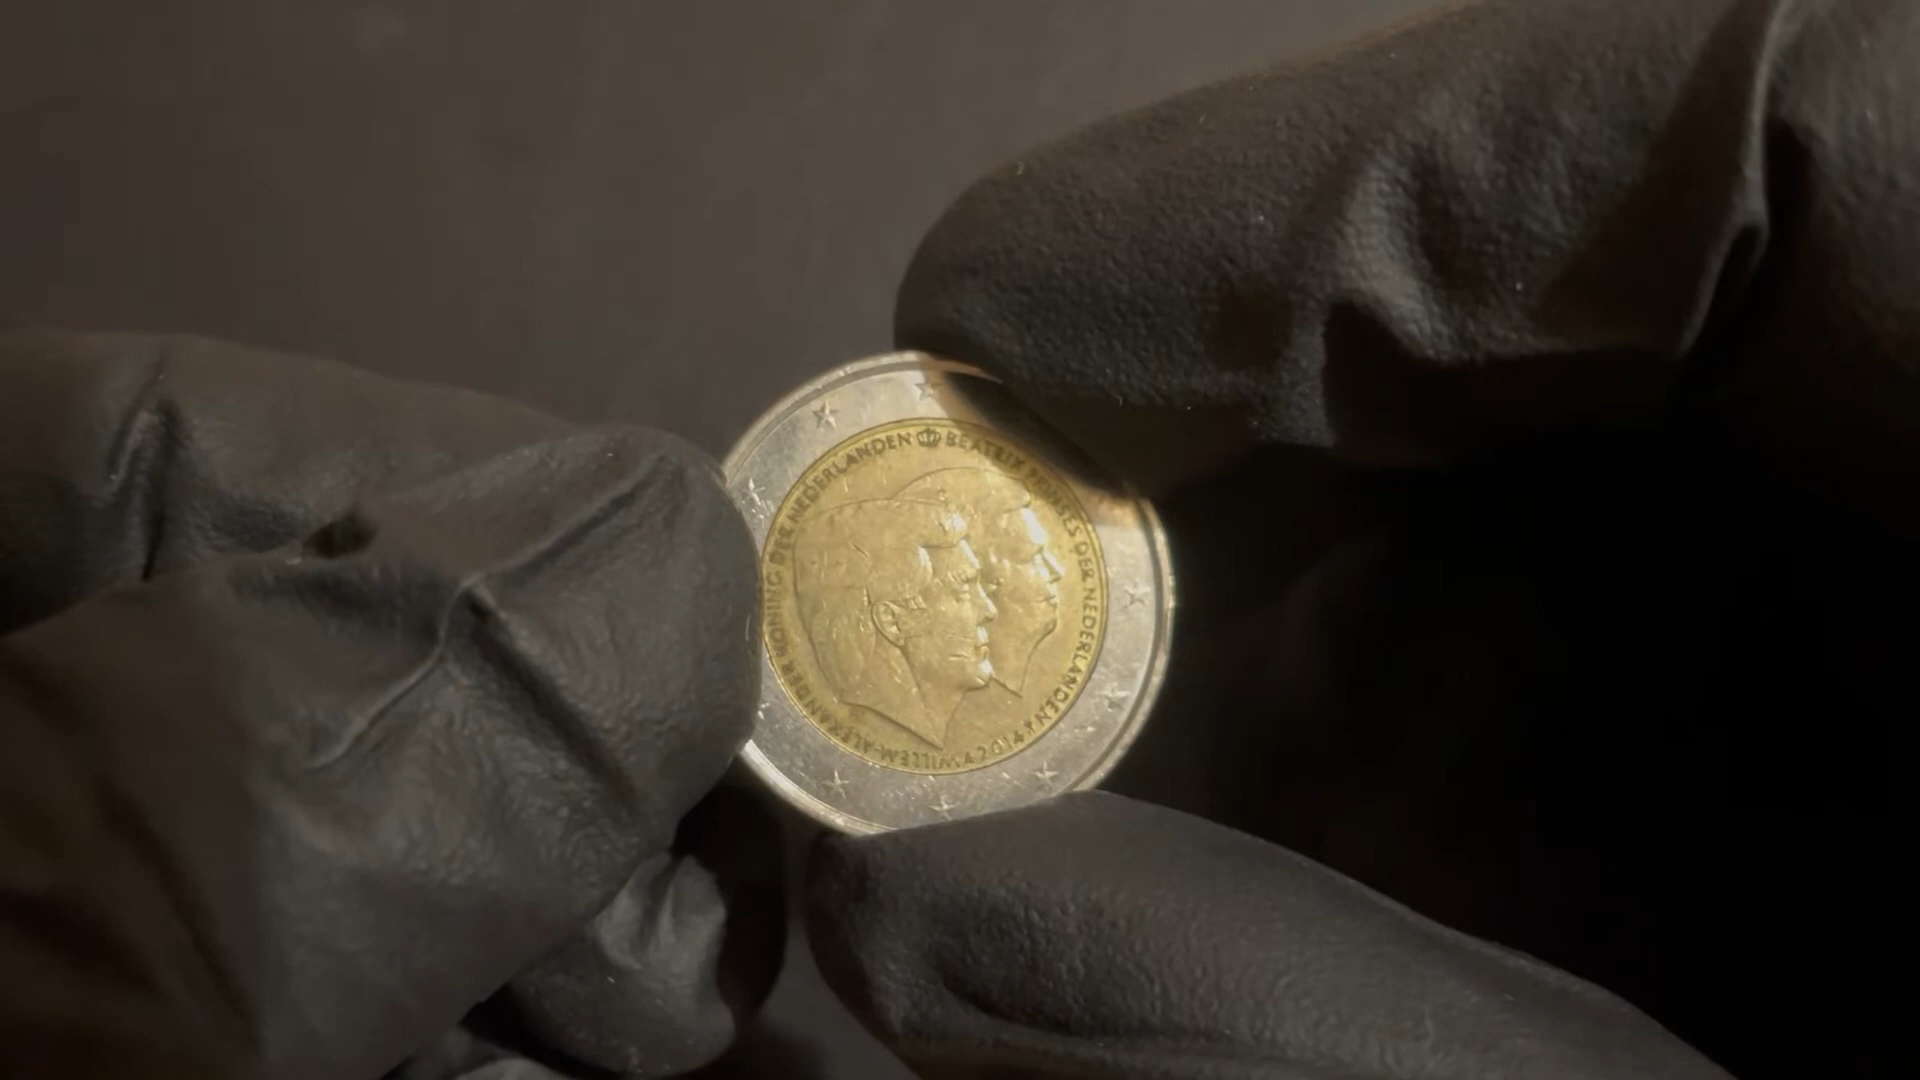 WILLEM-ALEXANDER KONING DER NEDERLANDEN
BEATRIX PRINSES DER NEDERLANDEN
2014